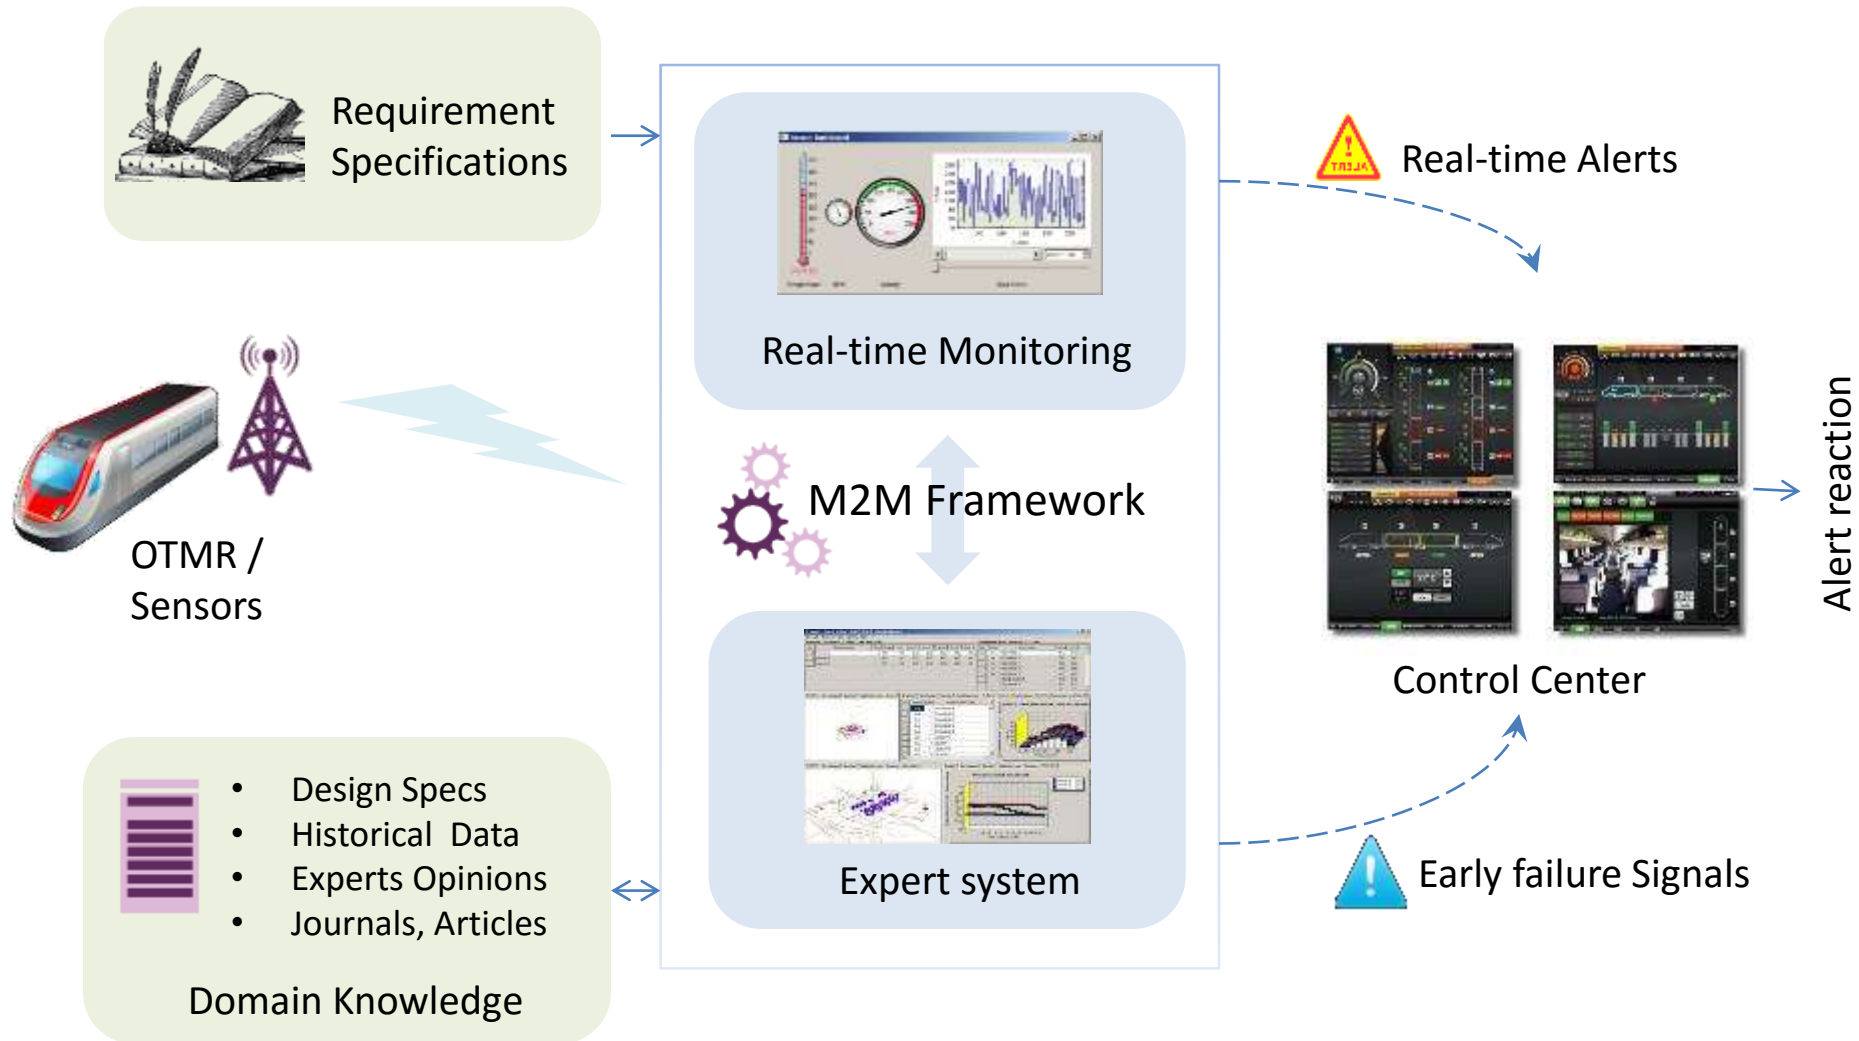 Requirement
Specifications
Real-time Monitoring
Real-time Alerts
ALERT
OTMR /
Sensors
M2M Framework
Control Center
Alert reaction
Expert system
Early failure Signals
• Design Specs
• Historical Data
• Experts Opinions
• Journals, Articles
Domain Knowledge